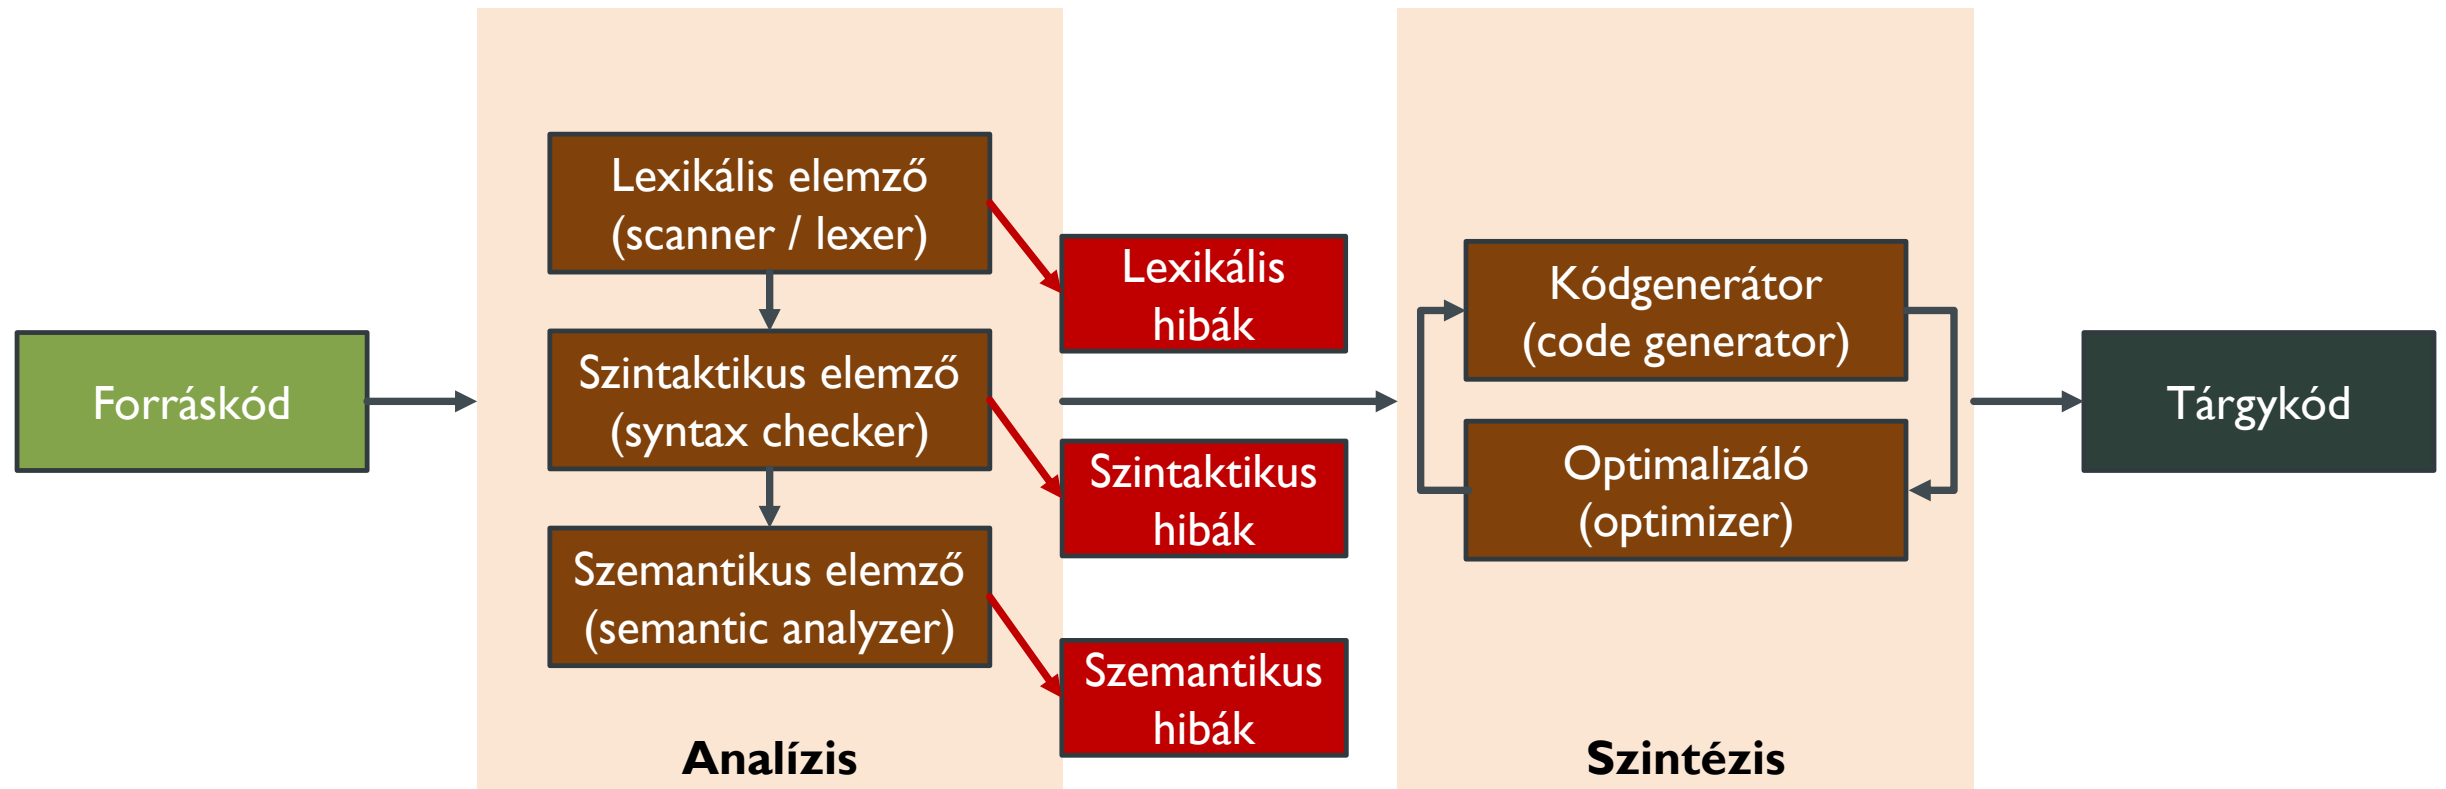 Forráskód
Lexikális elemző
(scanner / lexer)
Szintaktikus elemző
(syntax checker)
Szemantikus elemző
(semantic analyzer)
Analízis
Lexikális
hibák
Szintaktikus
hibák
Szemantikus
hibák
Kódgenerátor
(code generator)
Optimalizáló
(optimizer)
Szintézis
Tárgykód